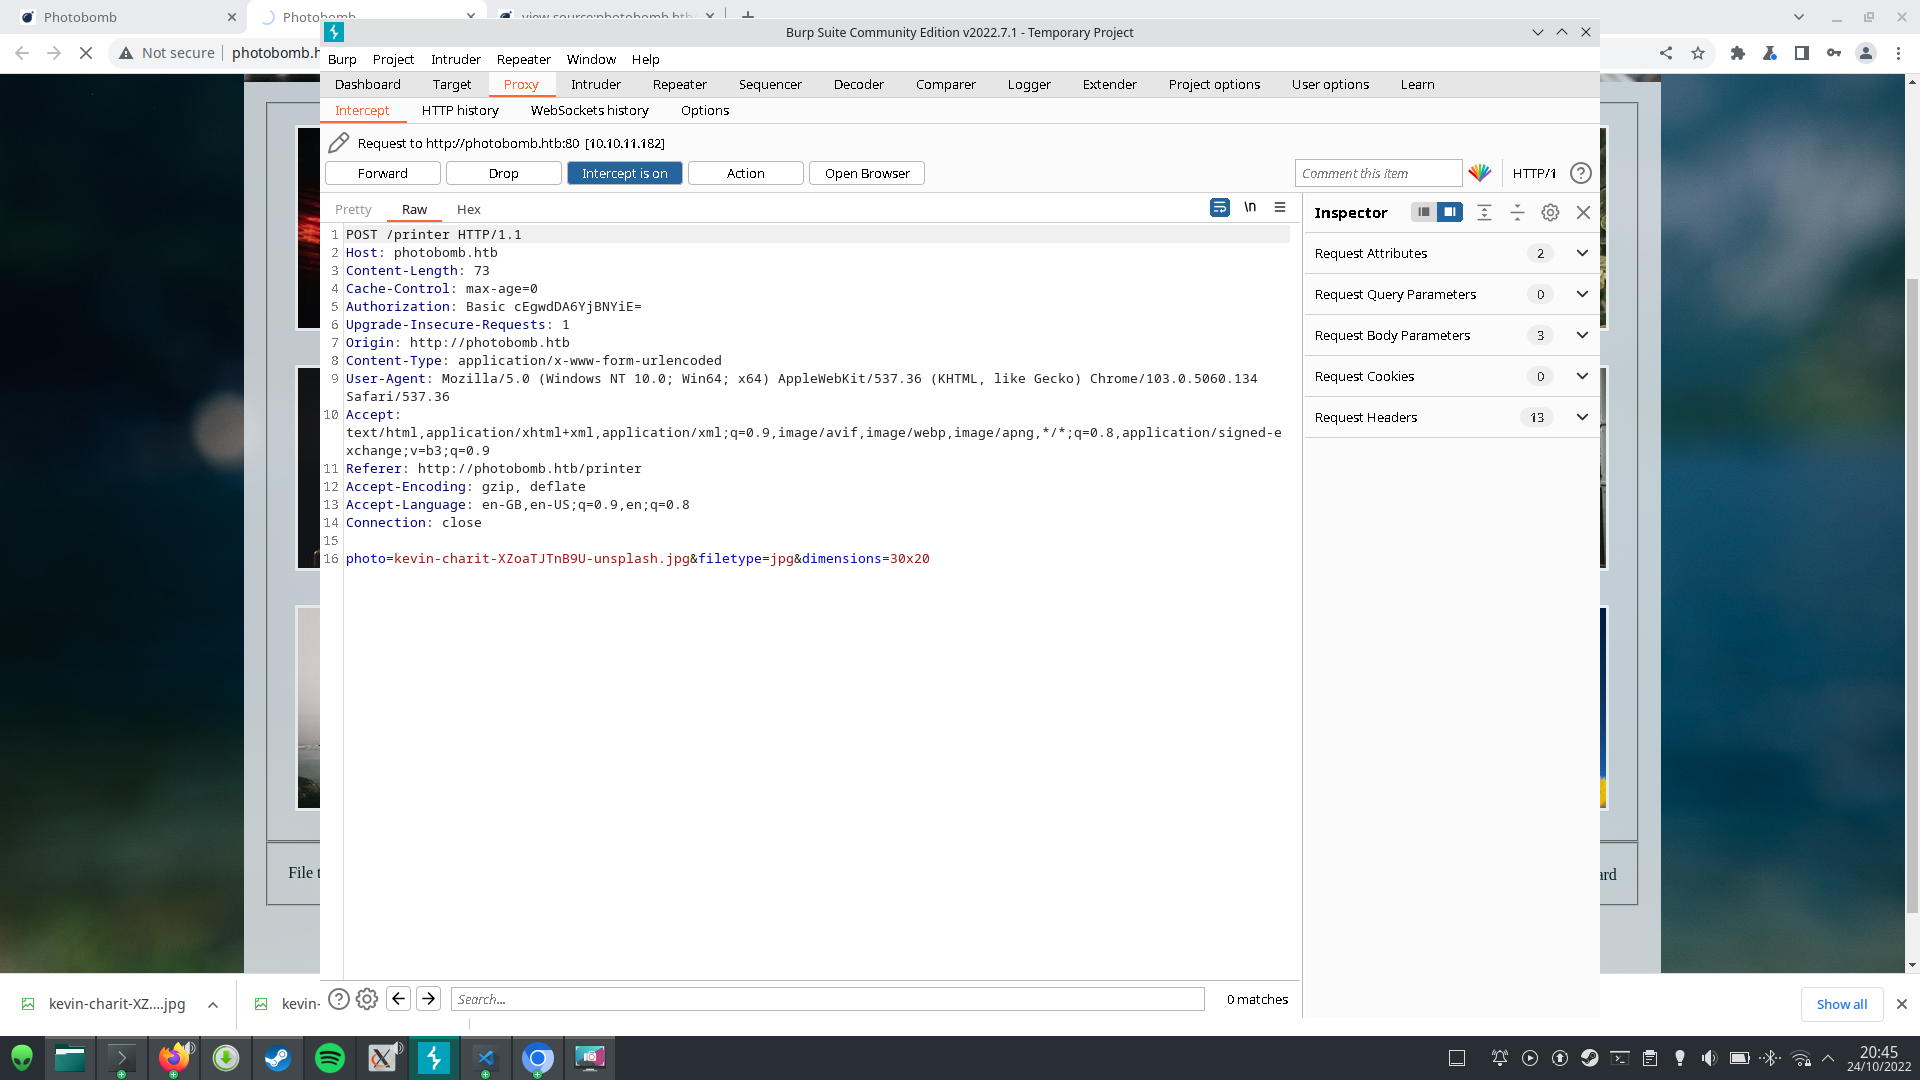 Photobomb
Photobomb
view-source:photobomb.htb/
Not secure
photobomb.h
Burp Suite Community Edition v2022.7.1 - Temporary Project
Burp Project Intruder Repeater Window Help
Dashboard Target Proxy Intruder Repeater Sequencer Decoder Comparer Logger Extender Project options User options Learn
Intercept HTTP history WebSockets history Options
Request to http://photobomb.htb:80 [10.10.11.182]
Forward Drop Intercept is on Action Open Browser Comment this item HTTP/1 ?
Pretty Raw Hex \n
Inspector
1 POST /printer HTTP/1.1
2 Host: photobomb.htb
3 Content-Length: 73
4 Cache-Control: max-age=0
5 Authorization: Basic cEgwdDA6YjBNYiE=
6 Upgrade-Insecure-Requests: 1
7 Origin: http://photobomb.htb
8 Content-Type: application/x-www-form-urlencoded
9 User-Agent: Mozilla/5.0 (Windows NT 10.0; Win64; x64) AppleWebKit/537.36 (KHTML, like Gecko) Chrome/103.0.5060.134
Safari/537.36
10 Accept:
text/html,application/xhtml+xml,application/xml;q=0.9,image/avif,image/webp,image/apng,*/*;q=0.8,application/signed-e
xchange;v=b3;q=0.9
11 Referer: http://photobomb.htb/printer
12 Accept-Encoding: gzip, deflate
13 Accept-Language: en-GB,en-US;q=0.9,en;q=0.8
14 Connection: close
15
16 photo=kevin-charit-XZoaTJTnB9U-unsplash.jpg&filetype=jpg&dimensions=30x20
Request Attributes 2
Request Query Parameters 0
Request Body Parameters 3
Request Cookies 0
Request Headers 13
File t
ard
? Search... 0 matches
kevin-charit-XZ....jpg
kevin-
Show all
20:45
24/10/2022